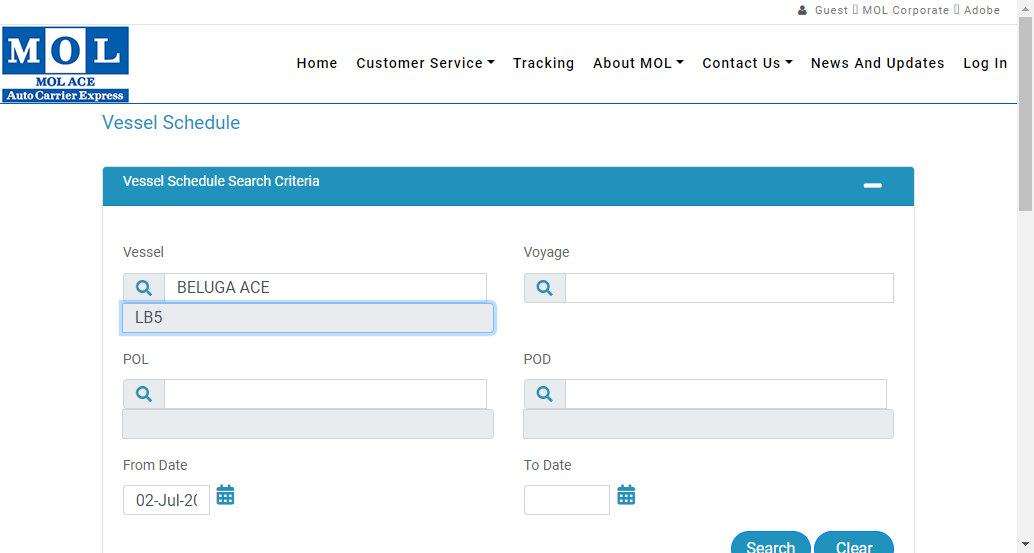 Guest MOL Corporate Adobe
MOL
MOL ACE
Auto Carrier Express
Home Customer Service Tracking About MOL Contact Us News And Updates Log In
Vessel Schedule
Vessel Schedule Search Criteria
Vessel Voyage
BELUGA ACE
LB5
POL POD
From Date To Date
02-Jul-20
Search Clear